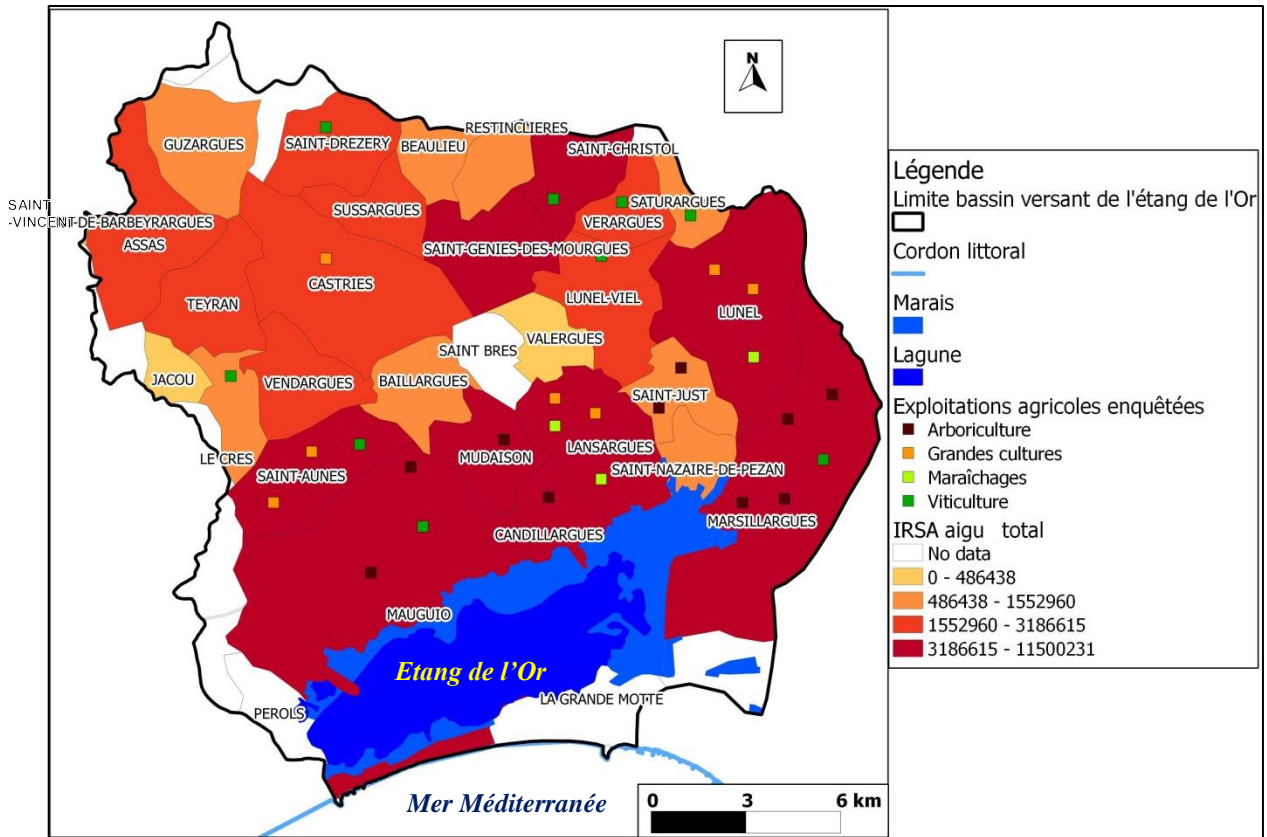 N
RESTINCLIERES
GUZARGUES
SAINT-DREZERY
BEAULIEU
SAINT-CHRISTOL
SAINT
-VINCENT-DE-BARBEYRARGUES
SUSSARGUES
SATURARGUES
VERARGUES
ASSAS
SAINT-GENIES-DES-MOURGUES
CASTRIES
TEYRAN
LUNEL-VIEL
LUNEL
VALERGUES
SAINT BRES
JACOU
VENDARGUES
BAILLARGUES
SAINT-JUST
LE CRES
SAINT-AUNES
MUDAISON
LANSARGUES
SAINT-NAZAIRE-DE-PEZAN
CANDILLARGUES
MARSILLARGUES
MAUGUIO
Etang de l’Or
LA GRANDE MOTTE
PEROLS
Mer Méditerranée
0 3 6 km
Légende
Limite bassin versant de l'étang de l'Or
Cordon littoral
Marais
Lagune
Exploitations agricoles enquêtées
Arboriculture
Grandes cultures
Maraîchages
Viticulture
IRSA aigu total
No data
0 - 486438
486438 - 1552960
1552960 - 3186615
3186615 - 11500231